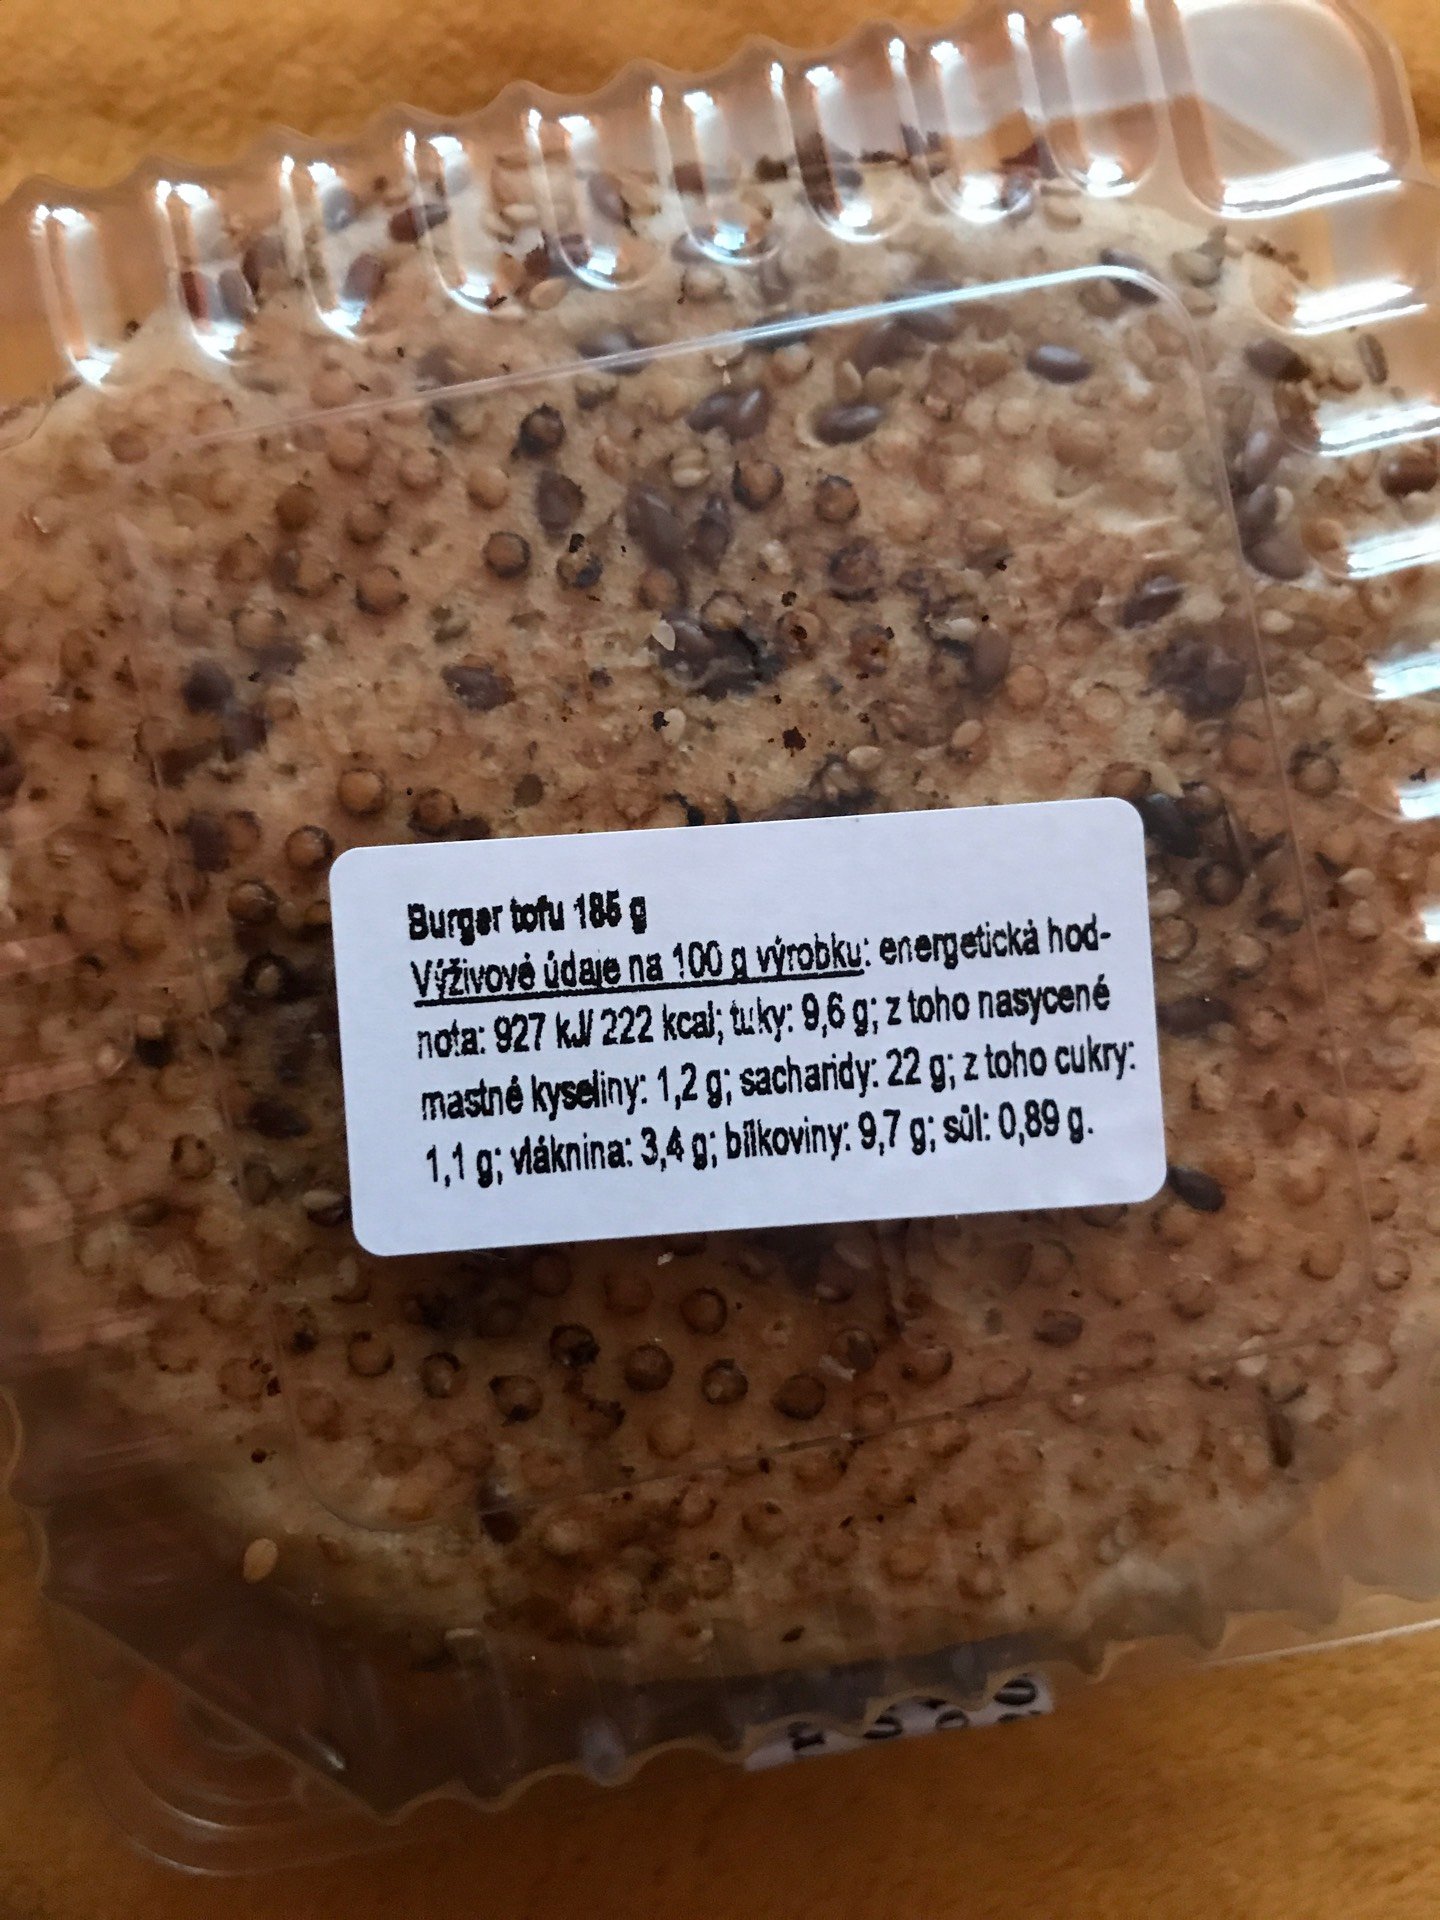 Burger tofu 185 g
Výživové údaje na 100 g výrobku: energetická hod-
nota: 927 kJ/ 222 kcal; tuky: 9,6 g; z toho nasycené
mastné kyseliny: 1,2 g; sacharidy: 22 g; z toho cukry:
1,1 g; vláknina: 3,4 g; bílkoviny: 9,7 g; sůl: 0,89 g.